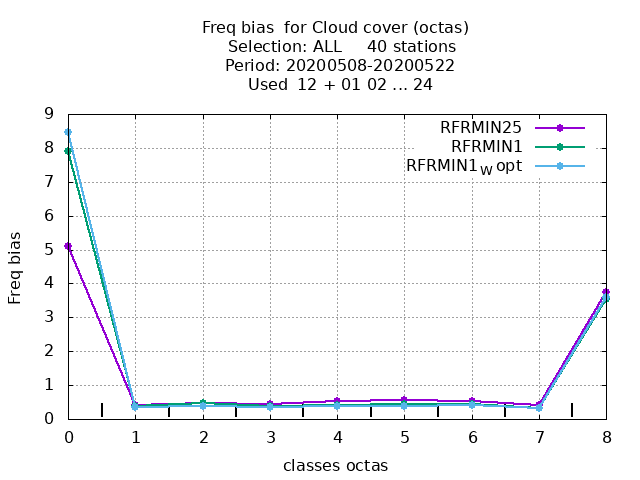 Freq bias for Cloud cover (octas)
Selection: ALL 40 stations
Period: 20200508-20200522
Used 12 + 01 02 ... 24
RFRMIN25
RFRMIN1
RFRMIN1W opt
Freq bias
9
8
7
6
5
4
3
2
1
0
0 1 2 3 4 5 6 7 8
classes octas